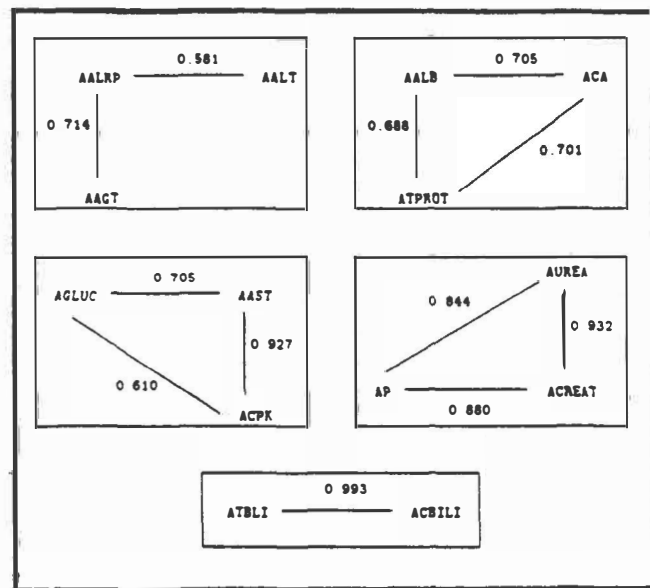 0.581
AALKP AALT
0 714
AAGT
0.705
AALB ACA
0.688
0.701
ATPROT
0 705
AGLUC AAST
0 927
0.610
ACPK
AUREA
0 844
0 932
AP ACREAT
0 880
0 993
ATBLI ACBILI